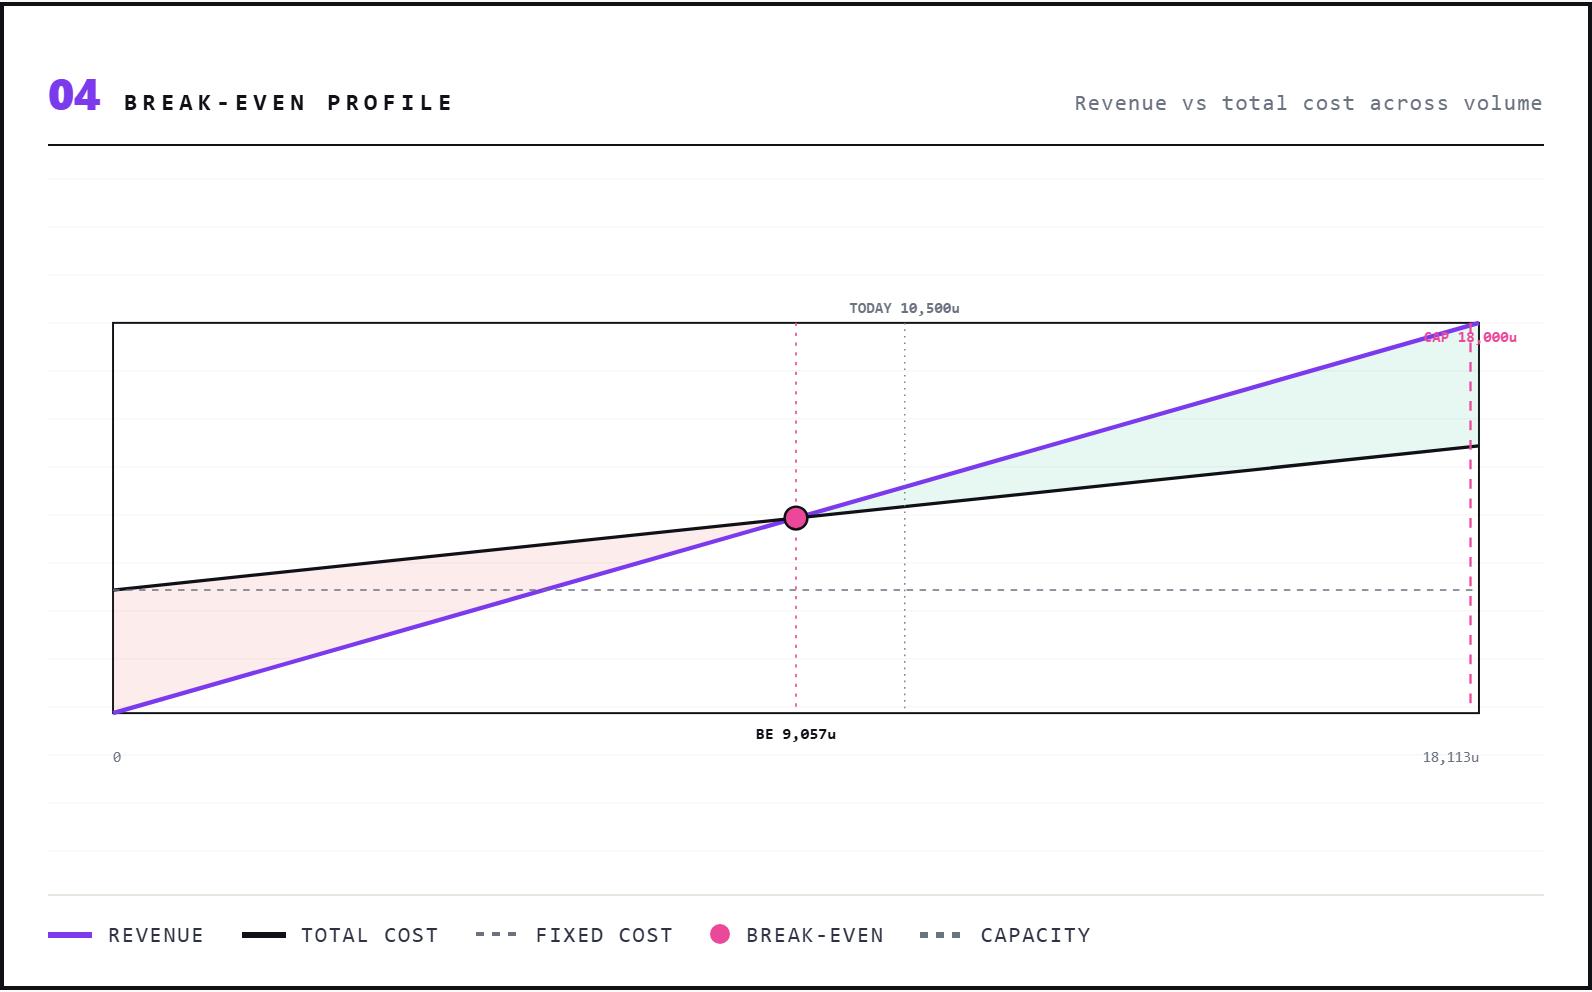 04 BREAK-EVEN PROFILE
Revenue vs total cost across volume
TODAY 10,500u
CAP 18,000u
BE 9,057u
0
18,113u
REVENUE
TOTAL COST
FIXED COST
BREAK-EVEN
CAPACITY